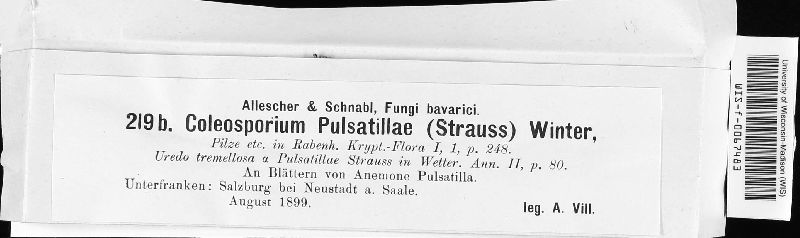 Allescher & Schnabl, Fungi bavarici.
219 b. Coleosporium Pulsatillae (Strauss) Winter,
Pilze etc. in Rabenh. Krypt.-Flora I, 1, p. 248.
Uredo tremellosa α Pulsatillae Strauss in Wetter. Ann. II, p. 80.
An Blättern von Anemone Pulsatilla.
Unterfranken: Salzburg bei Neustadt a. Saale.
August 1899.
leg. A. Vill.
University of Wisconsin-Madison (WIS)
WIS-f-0067483